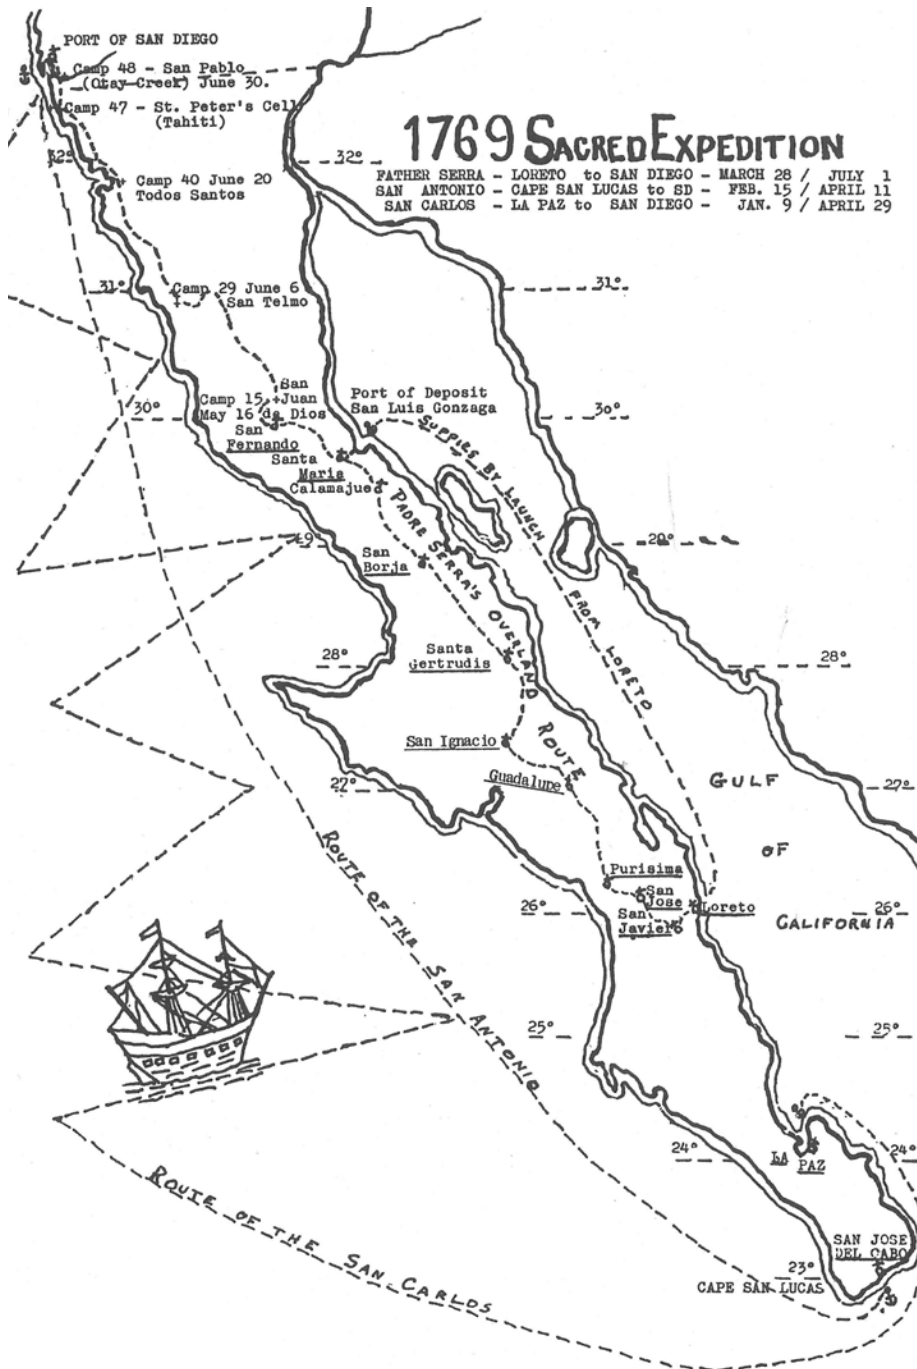 PORT OF SAN DIEGO
Camp 48 - San Pablo
(Otay Creek) June 30.
Camp 47 - St. Peter's Cell
(Tahiti)
1769 SACRED EXPEDITION
FATHER SERRA - LORETO to SAN DIEGO - MARCH 28 / JULY 1
SAN ANTONIO - CAPE SAN LUCAS to SD - FEB. 15 / APRIL 11
SAN CARLOS - LA PAZ to SAN DIEGO - JAN. 9 / APRIL 29
32°
32°
Camp 40 June 20
Todos Santos
31°
Camp 29 June 6
San Telmo
31°
San
Camp 15 Juan
May 16 de Dios
30°
San
Fernando
Port of Deposit
San Luis Gonzaga
30°
SUPPIES BY LAUNCH FROM LORETO
Santa
Maria
Calamajue
PADRE SERRA'S OVERLAND ROUTE
29°
San
Borja
28°
Santa
Gertrudis
28°
San Ignacio
Guadalupe
27°
GULF
OF
CALIFORNIA
27°
ROUTE OF THE SAN ANTONIO
Purisima
San
Jose
Loreto
San
Javier
26°
26°
25°
25°
24°
LA PAZ
24°
ROUTE OF THE SAN CARLOS
SAN JOSE
DEL CABO
23°
CAPE SAN LUCAS